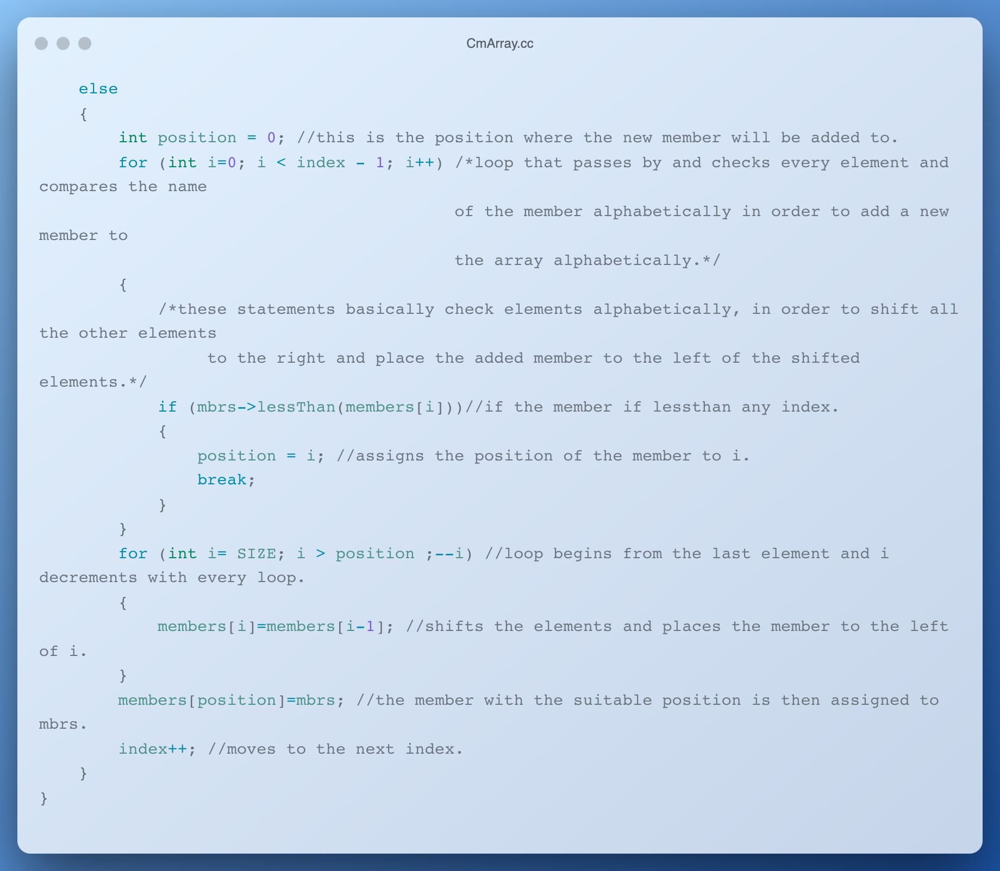 CmArray.cc
else
{
int position = 0; //this is the position where the new member will be added to.
for (int i=0; i < index - 1; i++) /*loop that passes by and checks every element and
compares the name
of the member alphabetically in order to add a new
member to
the array alphabetically.*/
{
/*these statements basically check elements alphabetically, in order to shift all
the other elements
to the right and place the added member to the left of the shifted
elements.*/
if (mbrs->lessThan(members[i]))//if the member if lessthan any index.
{
position = i; //assigns the position of the member to i.
break;
}
}
for (int i= SIZE; i > position ;--i) //loop begins from the last element and i
decrements with every loop.
{
members[i]=members[i-1]; //shifts the elements and places the member to the left
of i.
}
members[position]=mbrs; //the member with the suitable position is then assigned to
mbrs.
index++; //moves to the next index.
}
}